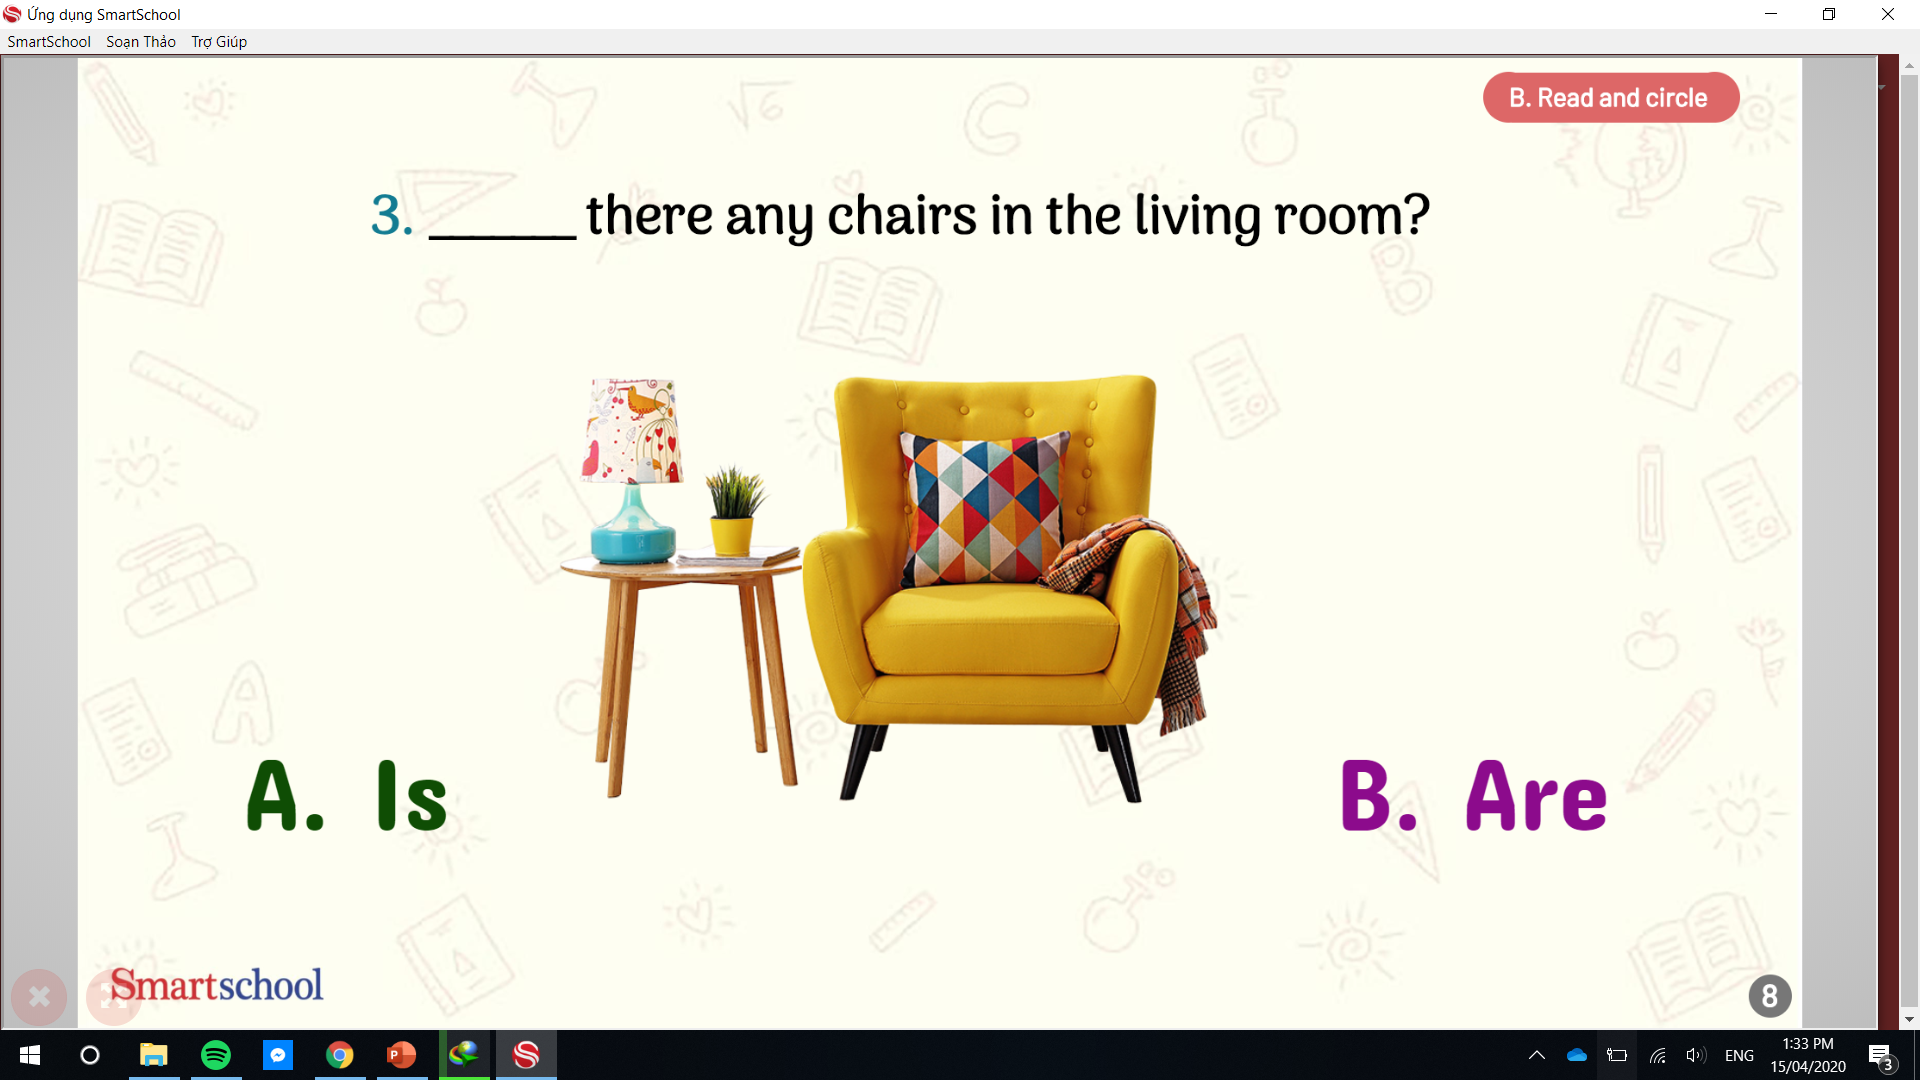 Ứng dụng SmartSchool
SmartSchool Soạn Thảo Trợ Giúp
B. Read and circle
3. ______ there any chairs in the living room?
A. Is
B. Are
Smartschool
8
ENG
1:33 PM
15/04/2020
3